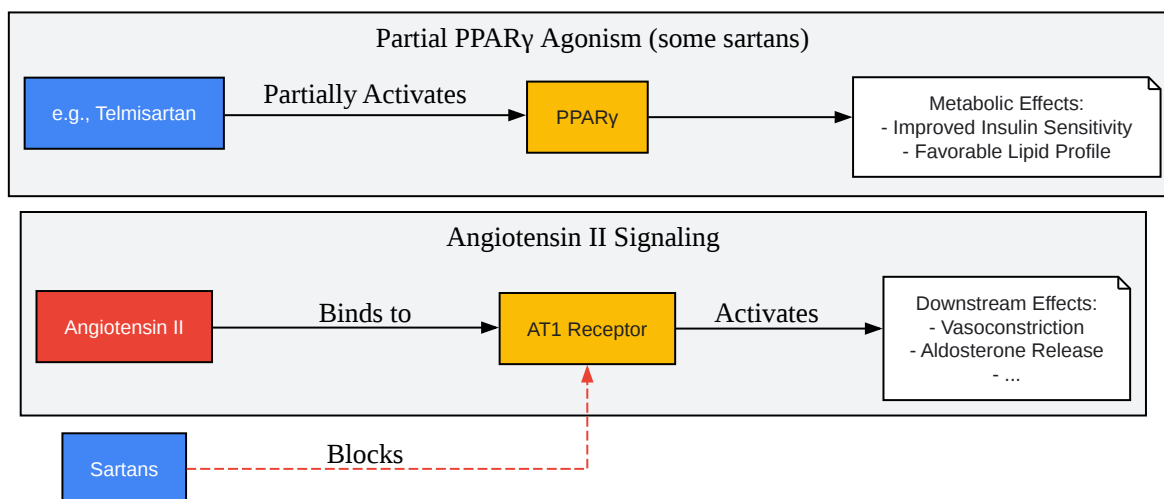 Partial PPARγ Agonism (some sartans)
e.g., Telmisartan
Partially Activates
PPARγ
Metabolic Effects:
- Improved Insulin Sensitivity
- Favorable Lipid Profile
Angiotensin II Signaling
Angiotensin II
Binds to
AT1 Receptor
Activates
Downstream Effects:
- Vasoconstriction
- Aldosterone Release
- ...
Sartans
Blocks